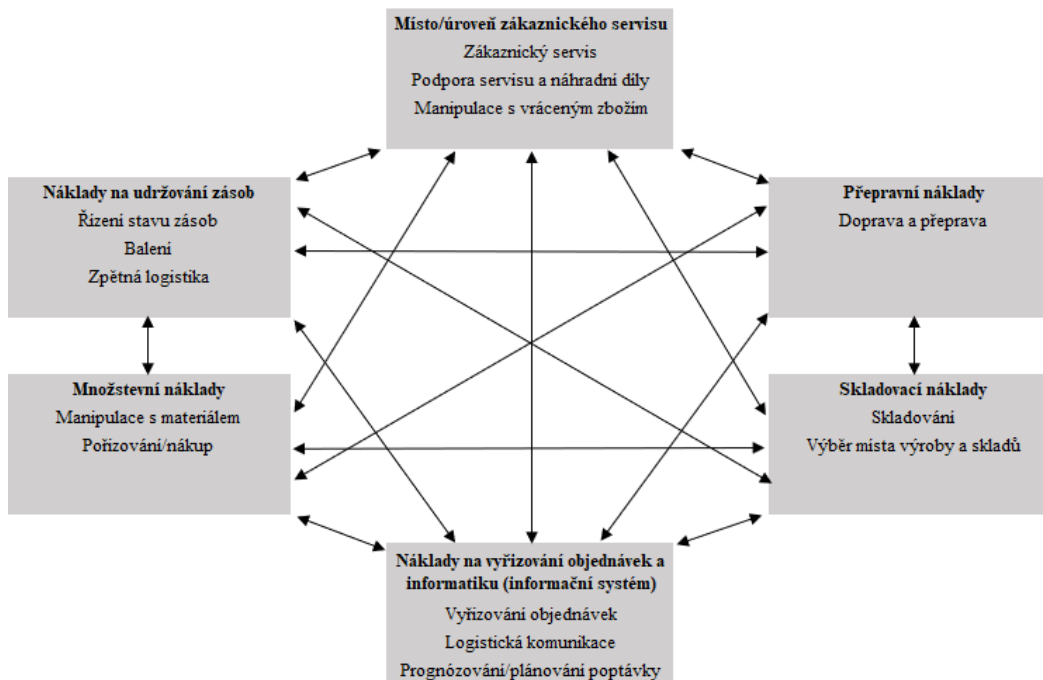 Místo/úroveň zákaznického servisu
Zákaznický servis
Podpora servisu a náhradní díly
Manipulace s vráceným zbožím
Náklady na udržování zásob
Řízení stavu zásob
Balení
Zpětná logistika
Přepravní náklady
Doprava a přeprava
Množstevní náklady
Manipulace s materiálem
Pořizování/nákup
Skladovací náklady
Skladování
Výběr místa výroby a skladů
Náklady na vyřizování objednávek a
informatiku (informační systém)
Vyřizování objednávek
Logistická komunikace
Prognózování/plánování poptávky